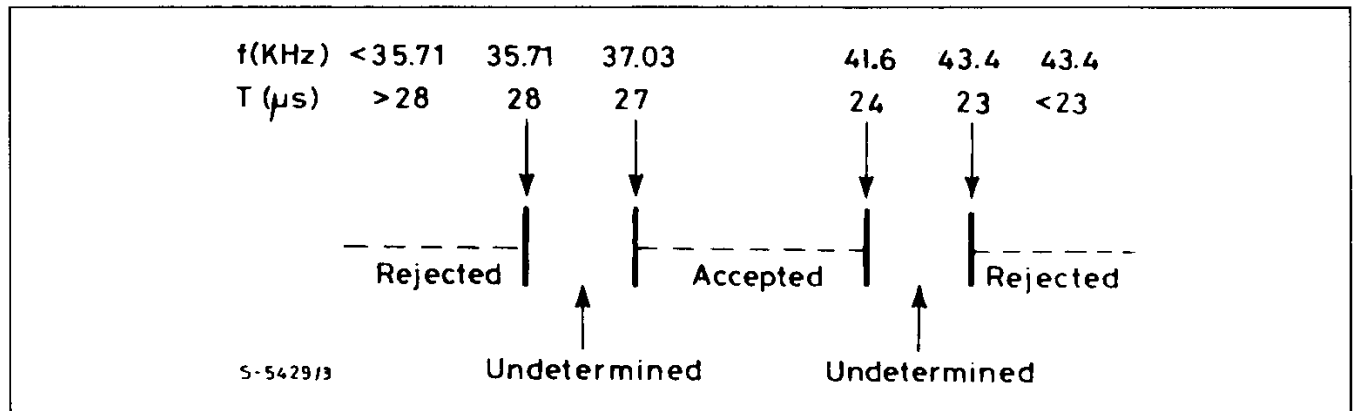 f(KHz) <35.71 35.71 37.03 41.6 43.4 43.4
T (μs) >28 28 27 24 23 <23
Rejected Accepted Rejected
S-5429/3 Undetermined Undetermined